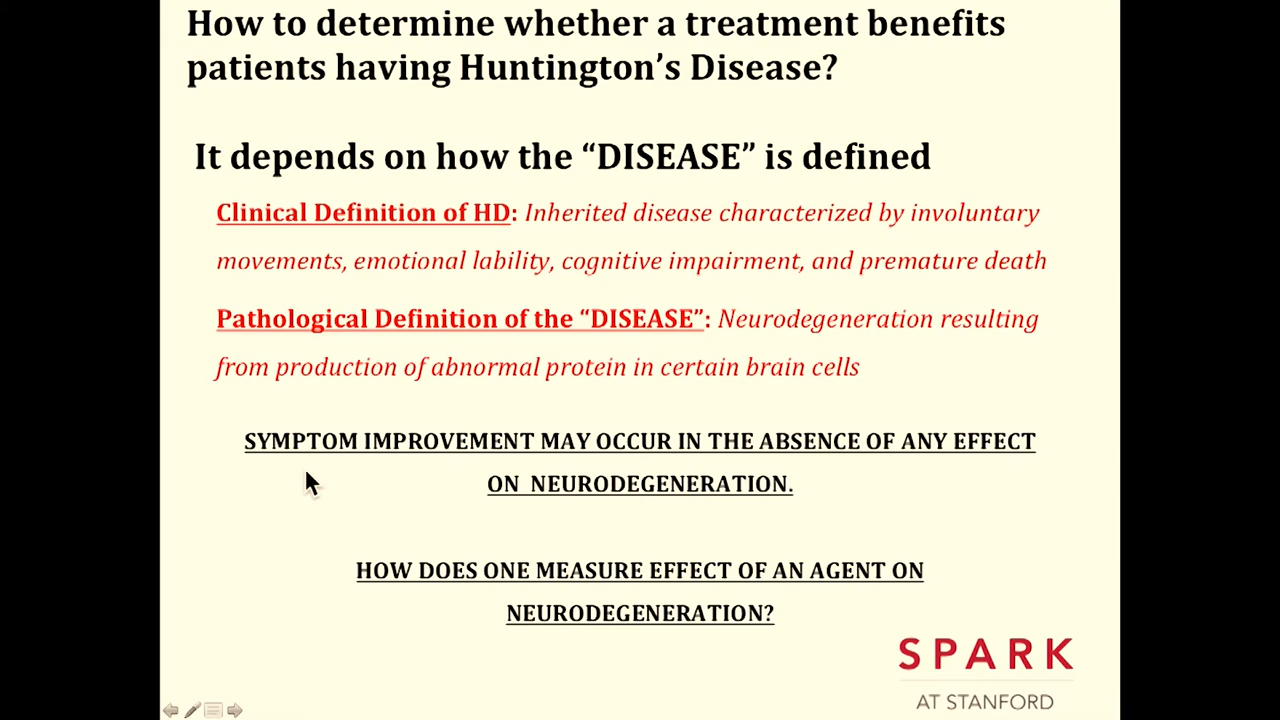 How to determine whether a treatment benefits
patients having Huntington’s Disease?
It depends on how the “DISEASE” is defined
Clinical Definition of HD: Inherited disease characterized by involuntary
movements, emotional lability, cognitive impairment, and premature death
Pathological Definition of the “DISEASE”: Neurodegeneration resulting
from production of abnormal protein in certain brain cells
SYMPTOM IMPROVEMENT MAY OCCUR IN THE ABSENCE OF ANY EFFECT
ON NEURODEGENERATION.
HOW DOES ONE MEASURE EFFECT OF AN AGENT ON
NEURODEGENERATION?
SPARK
AT STANFORD